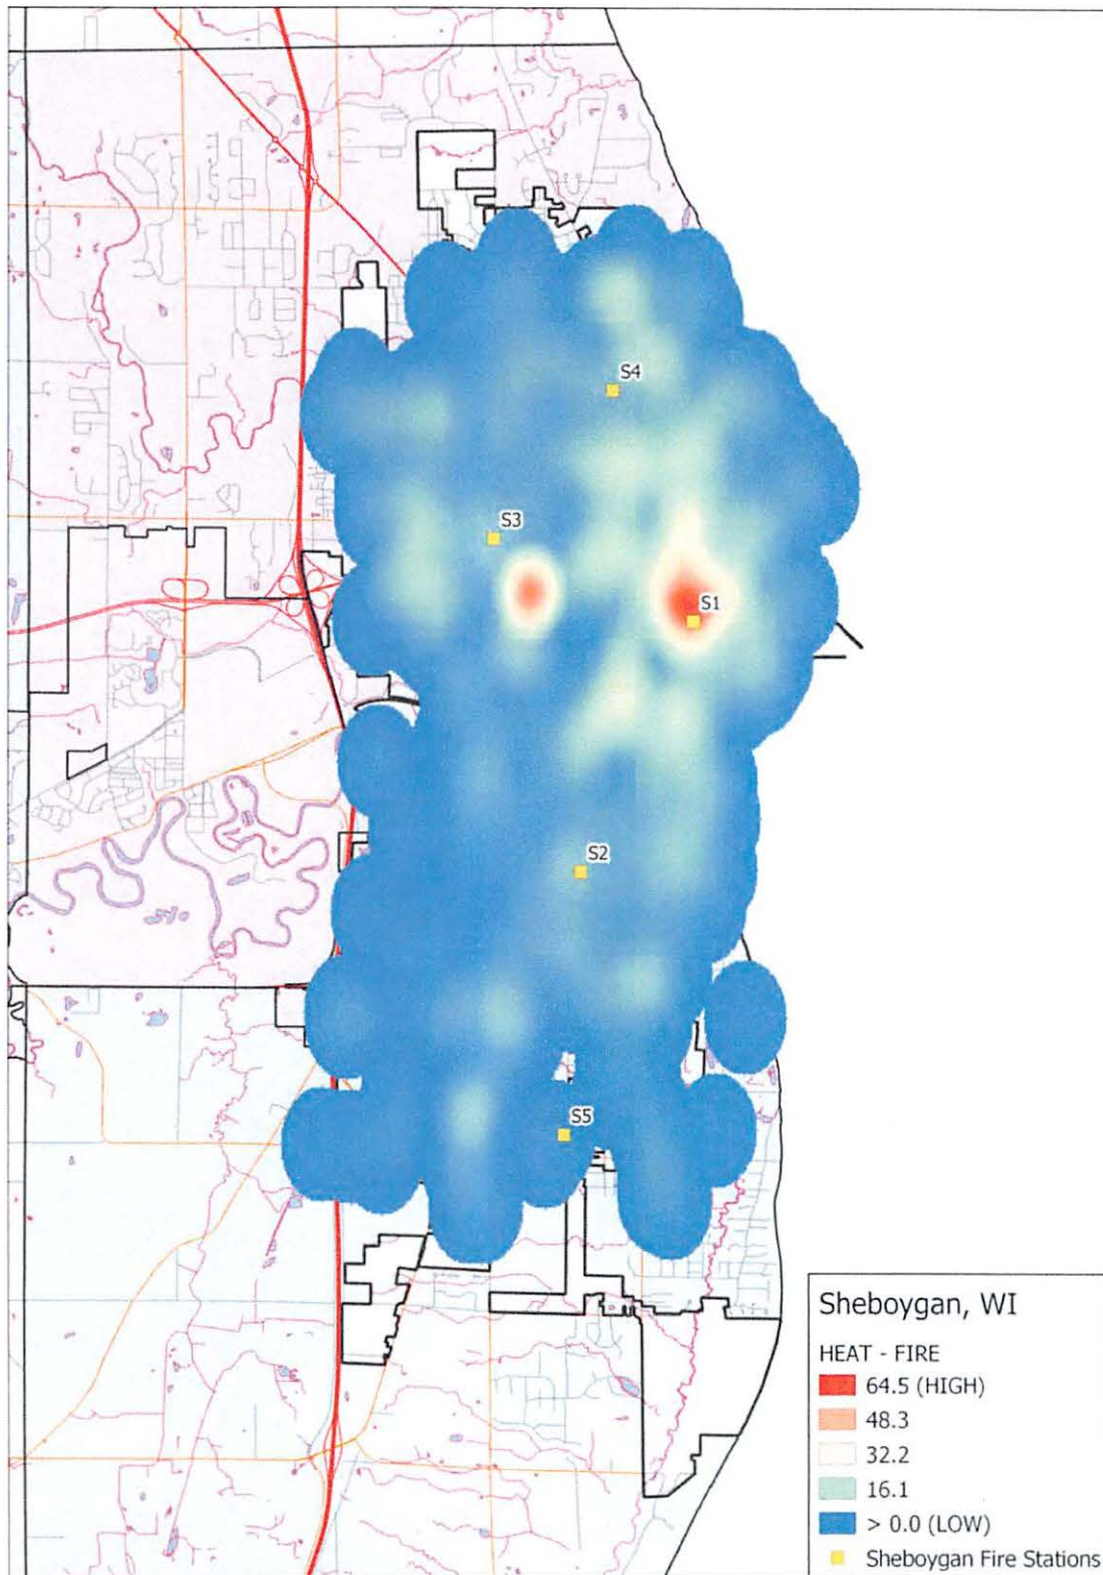 S4
S3
S1
S2
S5
Sheboygan, WI
HEAT - FIRE
64.5 (HIGH)
48.3
32.2
16.1
> 0.0 (LOW)
Sheboygan Fire Stations